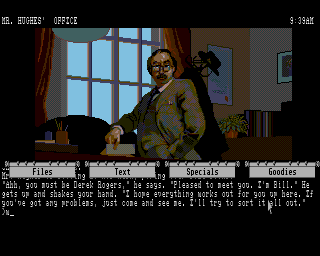 MR. HUGHES' OFFICE 9:39AM
Files Text Specials Goodies
"Ahh, you must be Derek Rogers," he says. "Pleased to meet you. I'm Bill." He
gets up and shakes your hand. "I hope everything works out for you up here. If
you've got any problems, just come and see me. I'll try to sort it all out."